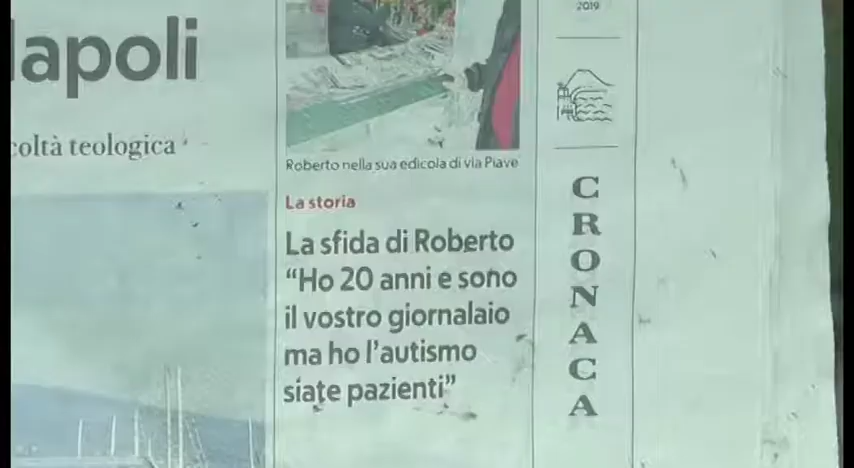 apoli
coltà teologica
2019
Roberto nella sua edicola di via Piave
La storia
La sfida di Roberto
“Ho 20 anni e sono
il vostro giornalaio
ma ho l’autismo
siate pazienti”
CRONACA